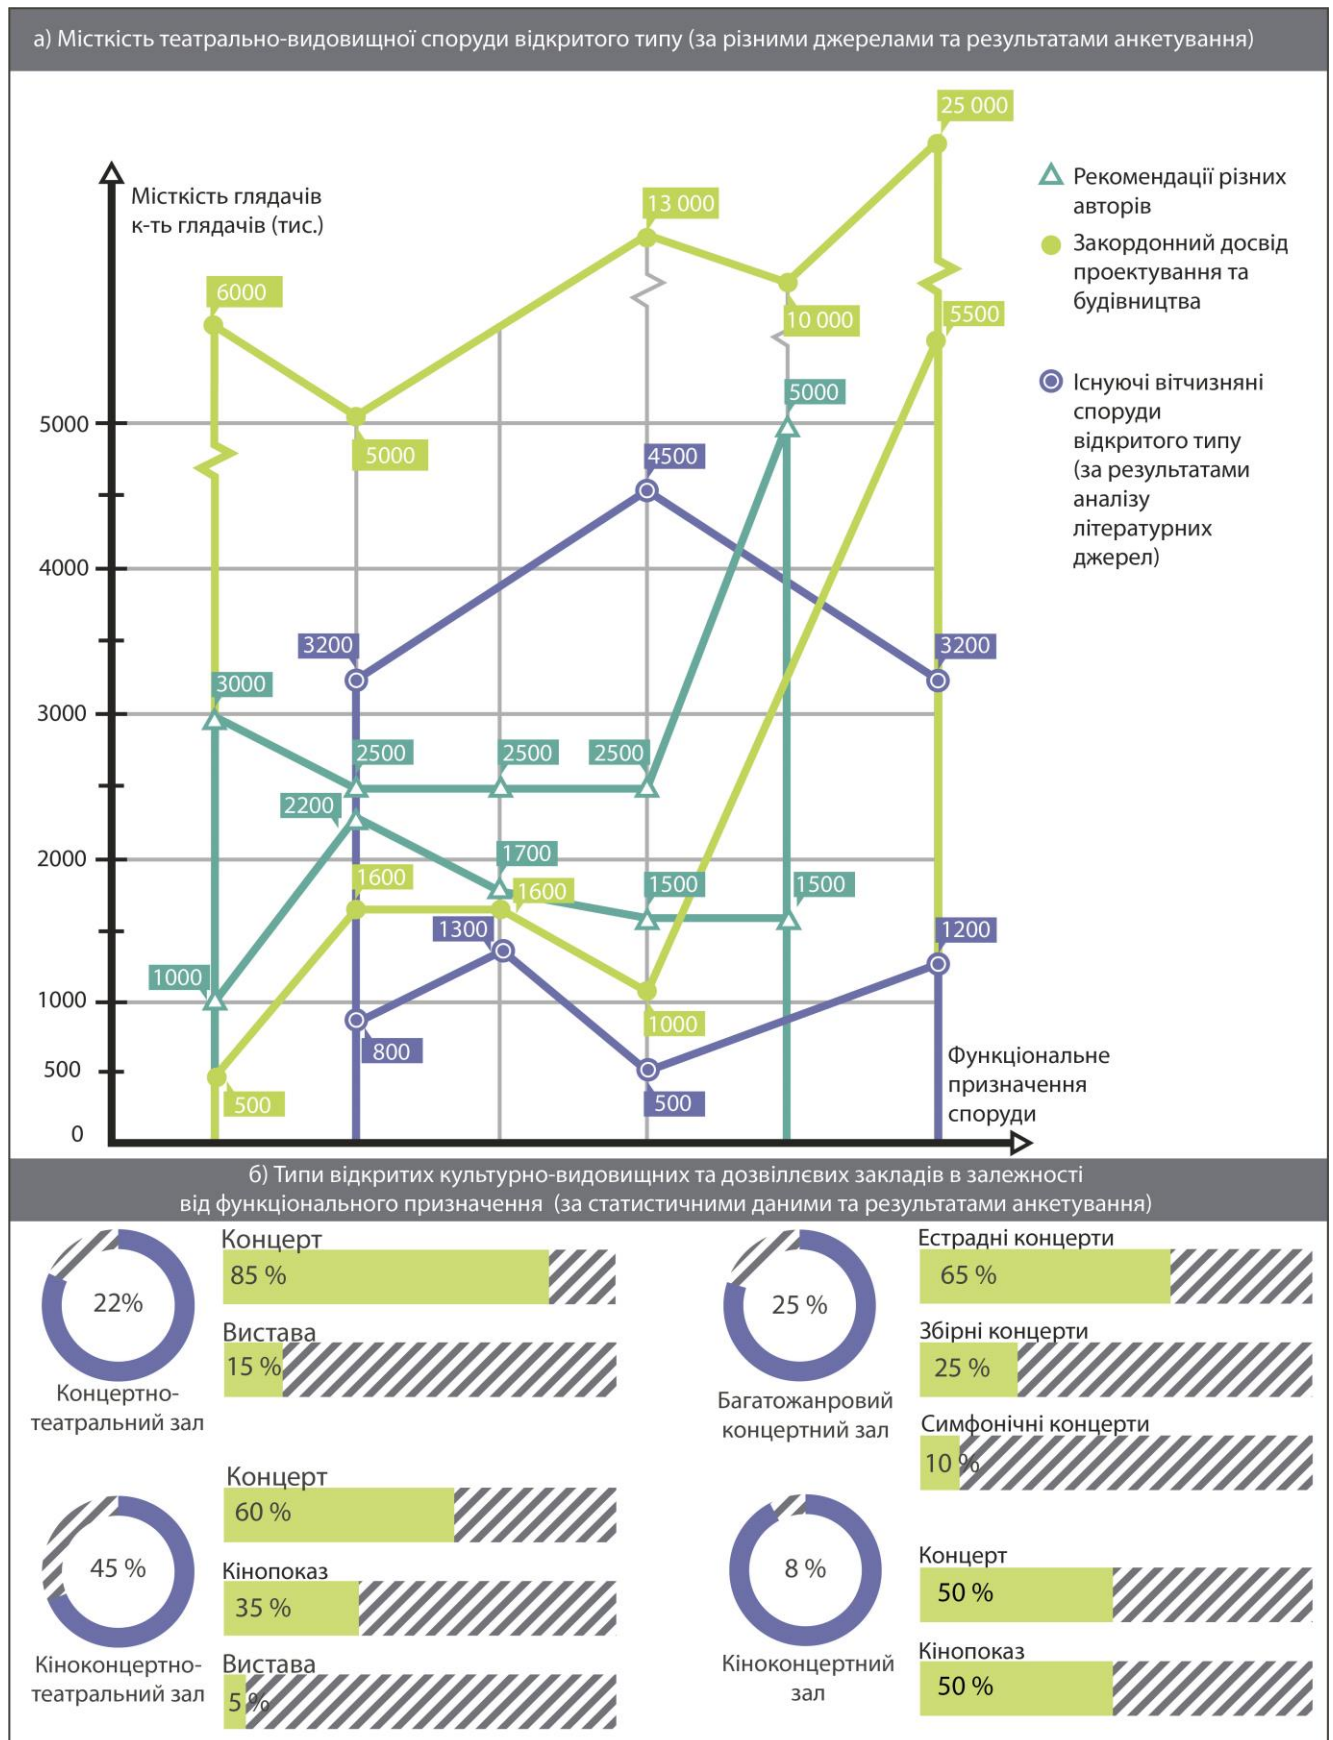 а) Місткість театрально-видовищної споруди відкритого типу (за різними джерелами та результатами анкетування)
25 000
Місткість глядачів
к-ть глядачів (тис.)
13 000
6000
10 000
5500
Рекомендації різних
авторів
Закордонний досвід
проектування та
будівництва
Існуючі вітчизняні
споруди
відкритого типу
(за результатами
аналізу
літературних
джерел)
5000
5000
5000
4500
4000
3200
3200
3000
3000
2500
2500
2500
2200
2000
1700
1600
1600
1500
1500
1300
1200
1000
1000
1000
800
500
500
500
0
Функціональне
призначення
споруди
б) Типи відкритих культурно-видовищних та дозвіллєвих закладів в залежності
від функціонального призначення (за статистичними даними та результатами анкетування)
22%
Концертно-
театральний зал
Концерт
85 %
Вистава
15 %
25 %
Багатожанровий
концертний зал
Естрадні концерти
65 %
Збірні концерти
25 %
Симфонічні концерти
10 %
45 %
Кіноконцертно-
театральний зал
Концерт
60 %
Кінопоказ
35 %
Вистава
5 %
8 %
Кіноконцертний
зал
Концерт
50 %
Кінопоказ
50 %